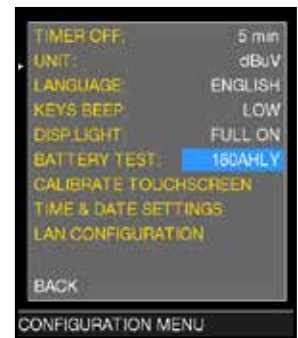 TIMER OFF: 5 min
UNIT: dBuV
LANGUAGE ENGLISH
KEYS BEEP LOW
DISP.LIGHT FULL ON
BATTERY TEST: 160AHLY
CALIBRATE TOUCHSCREEN
TIME & DATE SETTINGS
LAN CONFIGURATION
BACK
CONFIGURATION MENU